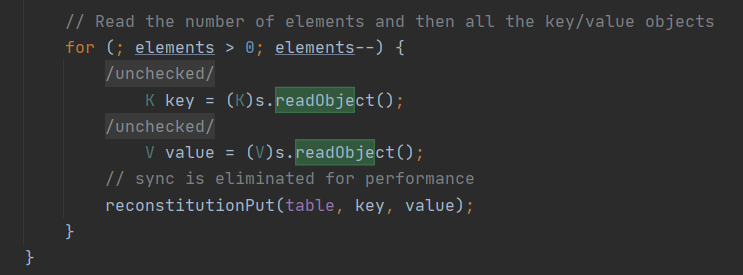 // Read the number of elements and then all the key/value objects
for (; elements > 0; elements--) {
/unchecked/
K key = (K)s.readObject();
/unchecked/
V value = (V)s.readObject();
// sync is eliminated for performance
reconstitutionPut(table, key, value);
}
}